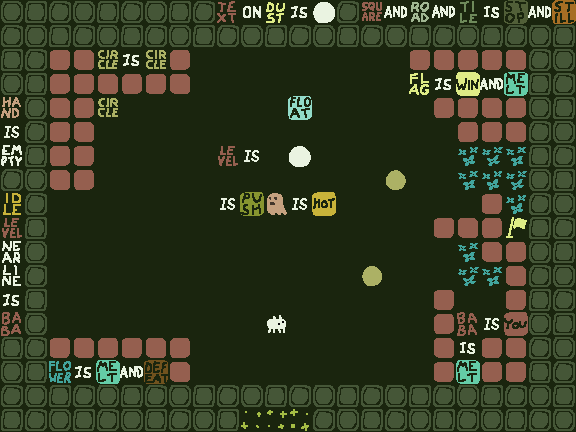 TEXT ON DUST IS SQUARE AND ROAD AND TILE IS STOP AND STILL
CIRCLE IS CIRCLE
FLAG IS WIN AND MELT
HAND CIRCLE FLOAT
IS
EMPTY LEVEL IS
IDLE IS PUSH IS HOT
LEVEL
NEAR
LINE
IS
BABA BABA IS YOU
IS
FLOWER IS MELT AND DEFEAT MELT